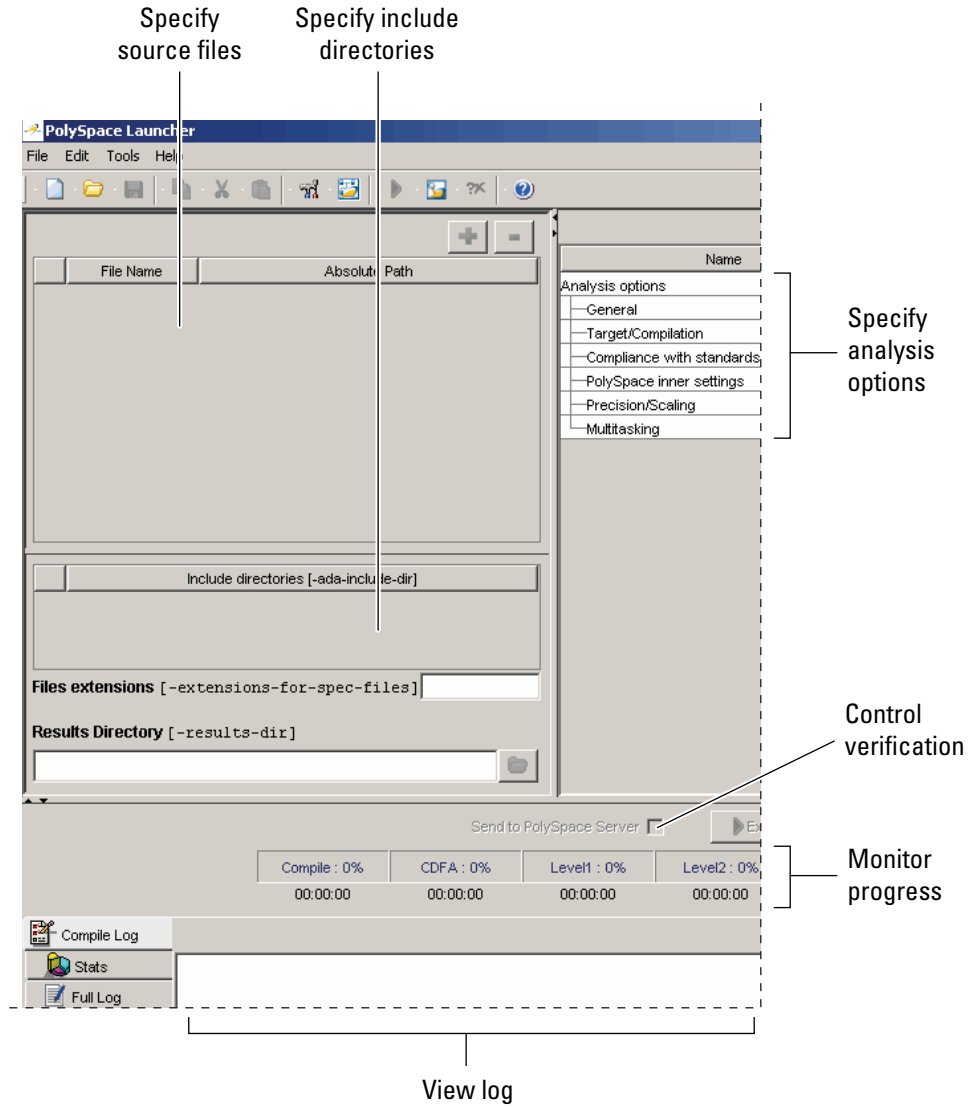 Specify
source files
Specify include
directories
PolySpace Launcher
File Edit Tools Help
File Name Absolute Path
Name
Analysis options
General
Target/Compilation
Compliance with standards
PolySpace inner settings
Precision/Scaling
Multitasking
Specify
analysis
options
Include directories [-ada-include-dir]
Files extensions [-extensions-for-spec-files]
Results Directory [-results-dir]
Control
verification
Send to PolySpace Server
Ex
Compile : 0% CDFA : 0% Level1 : 0% Level2 : 0%
00:00:00 00:00:00 00:00:00 00:00:00
Monitor
progress
Compile Log
Stats
Full Log
View log